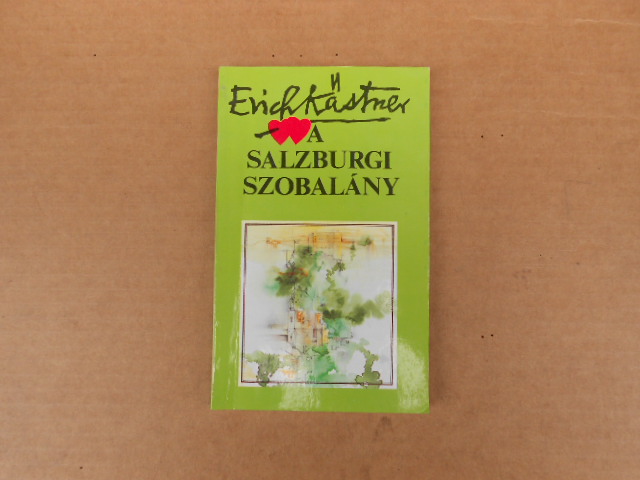 Erich Kästner
A
SALZBURGI
SZOBALÁNY